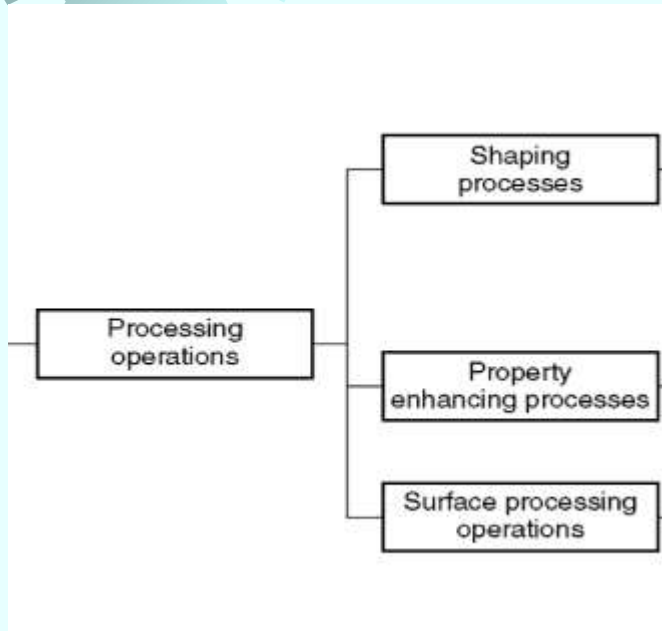 Shaping
processes
Processing
operations
Property
enhancing processes
Surface processing
operations